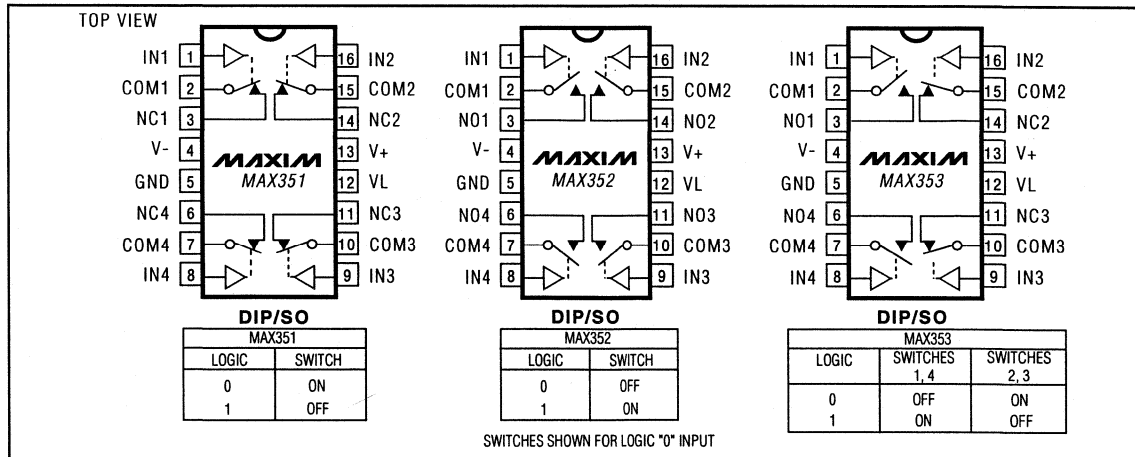 TOP VIEW
IN1 1 16 IN2
COM1 2 15 COM2
NC1 3 14 NC2
V- 4 13 V+
GND 5 12 VL
NC4 6 11 NC3
COM4 7 10 COM3
IN4 8 9 IN3
MAXIM
MAX351
DIP/SO
MAX351
LOGIC SWITCH
0 ON
1 OFF
IN1 1 16 IN2
COM1 2 15 COM2
NO1 3 14 NO2
V- 4 13 V+
GND 5 12 VL
NO4 6 11 NO3
COM4 7 10 COM3
IN4 8 9 IN3
MAXIM
MAX352
DIP/SO
MAX352
LOGIC SWITCH
0 OFF
1 ON
IN1 1 16 IN2
COM1 2 15 COM2
NO1 3 14 NC2
V- 4 13 V+
GND 5 12 VL
NO4 6 11 NC3
COM4 7 10 COM3
IN4 8 9 IN3
MAXIM
MAX353
DIP/SO
MAX353
LOGIC SWITCHES 1, 4 SWITCHES 2, 3
0 OFF ON
1 ON OFF
SWITCHES SHOWN FOR LOGIC "0" INPUT